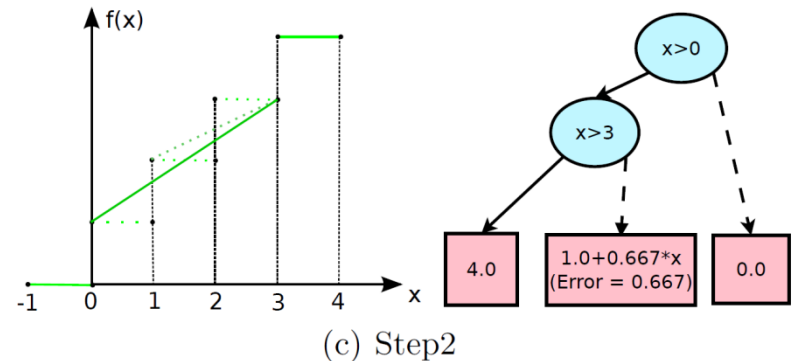 f(x)
-1 0 1 2 3 4 x
x>0
x>3
4.0
1.0+0.667*x
(Error = 0.667)
0.0
(c) Step2